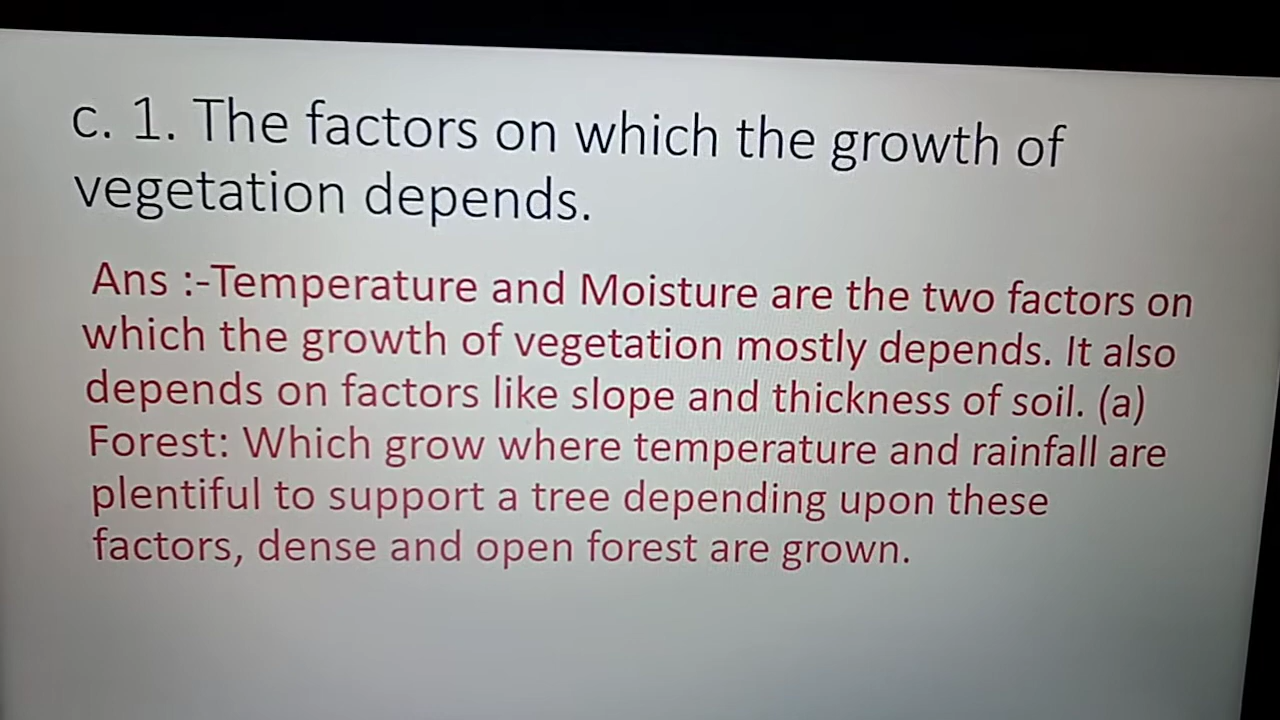 c. 1. The factors on which the growth of
vegetation depends.
Ans :-Temperature and Moisture are the two factors on
which the growth of vegetation mostly depends. It also
depends on factors like slope and thickness of soil. (a)
Forest: Which grow where temperature and rainfall are
plentiful to support a tree depending upon these
factors, dense and open forest are grown.